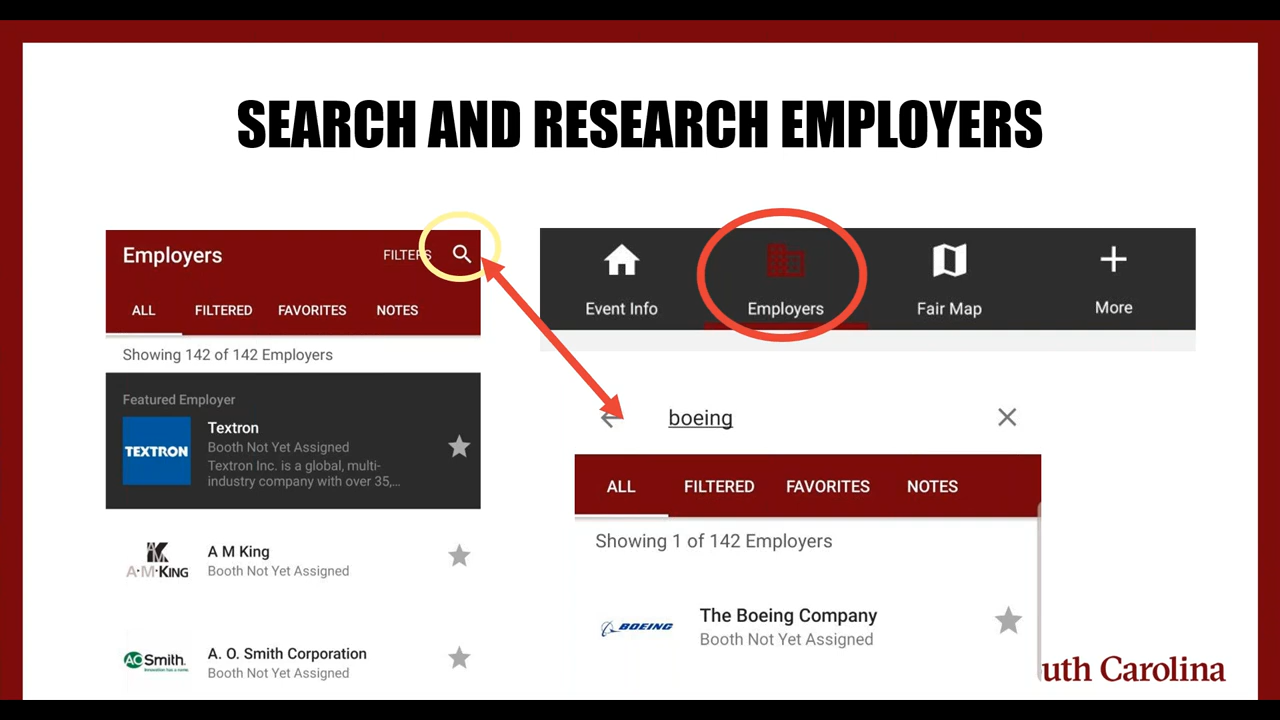 SEARCH AND RESEARCH EMPLOYERS
Employers
FILTERS
ALL FILTERED FAVORITES NOTES
Showing 142 of 142 Employers
Featured Employer
TEXTRON
Textron
Booth Not Yet Assigned
Textron Inc. is a global, multi-
industry company with over 35,...
A·M·KING
A M King
Booth Not Yet Assigned
AO Smith.
Innovation has a name.
A. O. Smith Corporation
Booth Not Yet Assigned
Event Info Employers Fair Map More
boeing
ALL FILTERED FAVORITES NOTES
Showing 1 of 142 Employers
BOEING
The Boeing Company
Booth Not Yet Assigned
uth Carolina